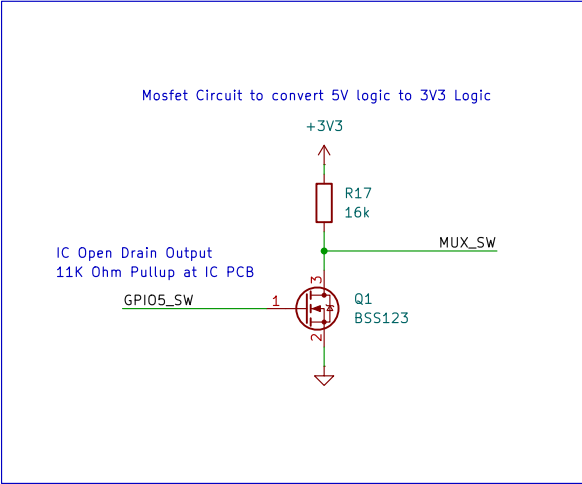 Mosfet Circuit to convert 5V logic to 3V3 Logic
+3V3
R17
16k
MUX_SW
IC Open Drain Output
11K Ohm Pullup at IC PCB
GPIO5_SW
1
3
2
Q1
BSS123